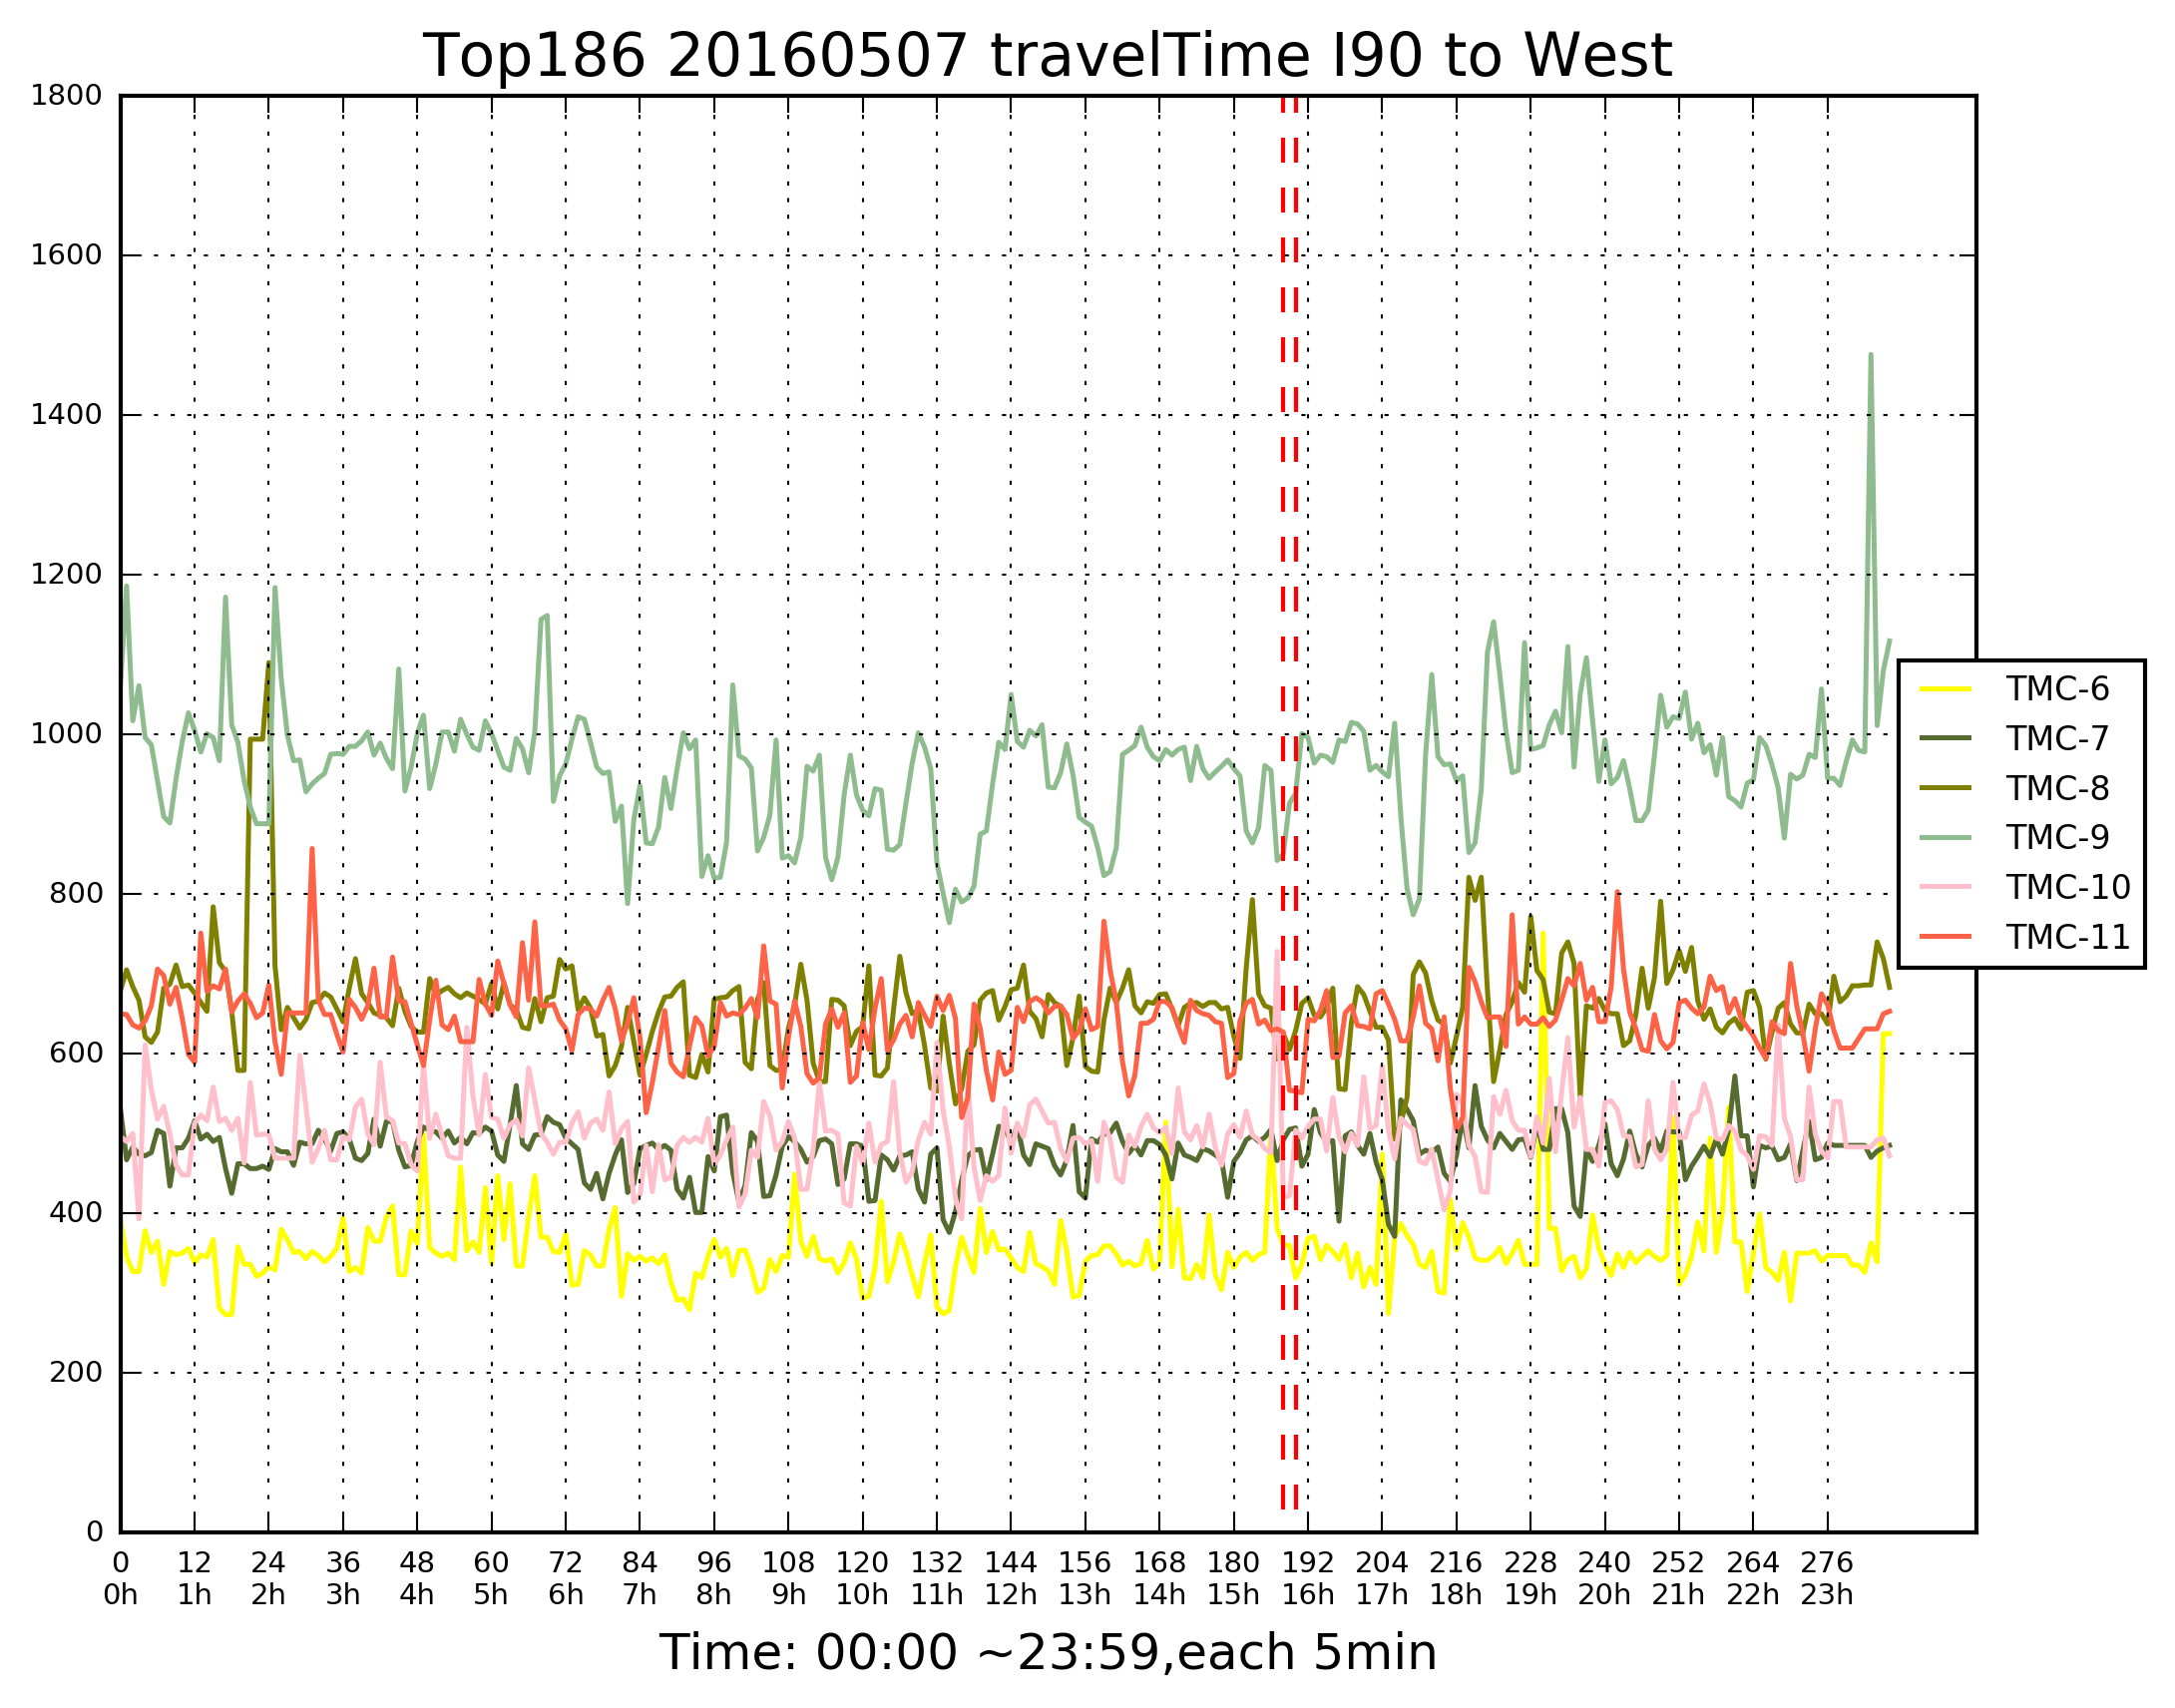 Top186 20160507 travelTime I90 to West
1800
1600
1400
1200
1000
800
600
400
200
0
TMC-6
TMC-7
TMC-8
TMC-9
TMC-10
TMC-11
0 12 24 36 48 60 72 84 96 108 120 132 144 156 168 180 192 204 216 228 240 252 264 276
0h 1h 2h 3h 4h 5h 6h 7h 8h 9h 10h 11h 12h 13h 14h 15h 16h 17h 18h 19h 20h 21h 22h 23h
Time: 00:00 ~23:59,each 5min